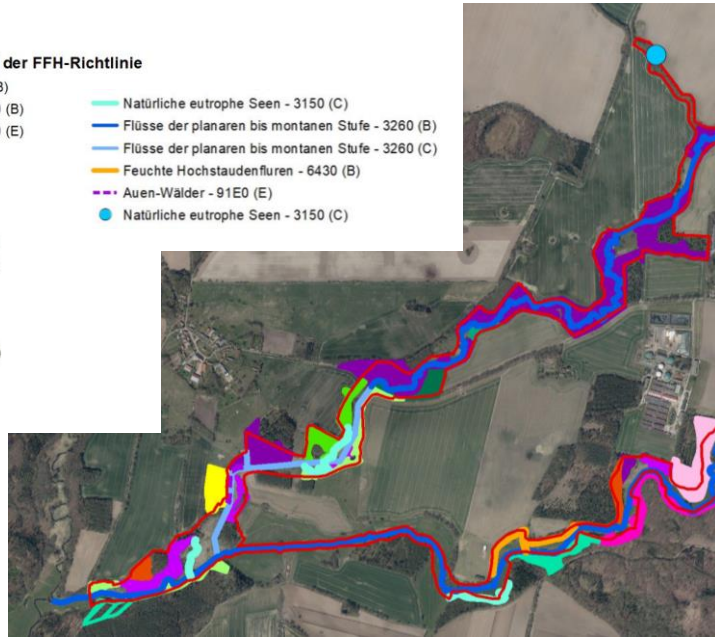 der FFH-Richtlinie
(B)
(E)
Natürliche eutrophe Seen - 3150 (C)
Flüsse der planaren bis montanen Stufe - 3260 (B)
Flüsse der planaren bis montanen Stufe - 3260 (C)
Feuchte Hochstaudenfluren - 6430 (B)
Auen-Wälder - 91E0 (E)
Natürliche eutrophe Seen - 3150 (C)